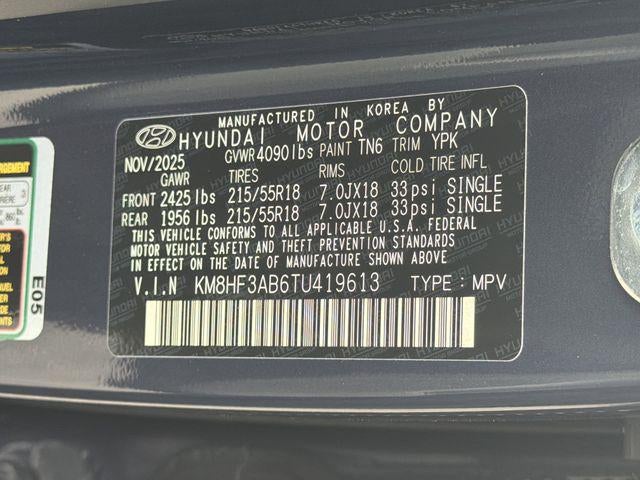 MANUFACTURED IN KOREA BY
HYUNDAI MOTOR COMPANY
NOV/2025 GVWR 4090lbs PAINT TN6 TRIM YPK
GAWR TIRES RIMS COLD TIRE INFL
FRONT 2425 lbs 215/55R18 7.0JX18 33psi SINGLE
REAR 1956 lbs 215/55R18 7.0JX18 33psi SINGLE
THIS VEHICLE CONFORMS TO ALL APPLICABLE U.S.A. FEDERAL
MOTOR VEHICLE SAFETY AND THEFT PREVENTION STANDARDS
IN EFFECT ON THE DATE OF MANUFACTURE SHOWN ABOVE.
V.I.N KM8HF3AB6TU419613 TYPE : MPV
E05